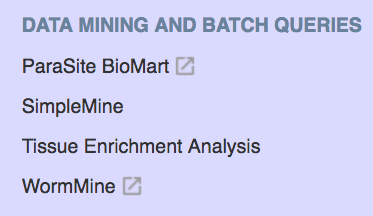 DATA MINING AND BATCH QUERIES
ParaSite BioMart
SimpleMine
Tissue Enrichment Analysis
WormMine